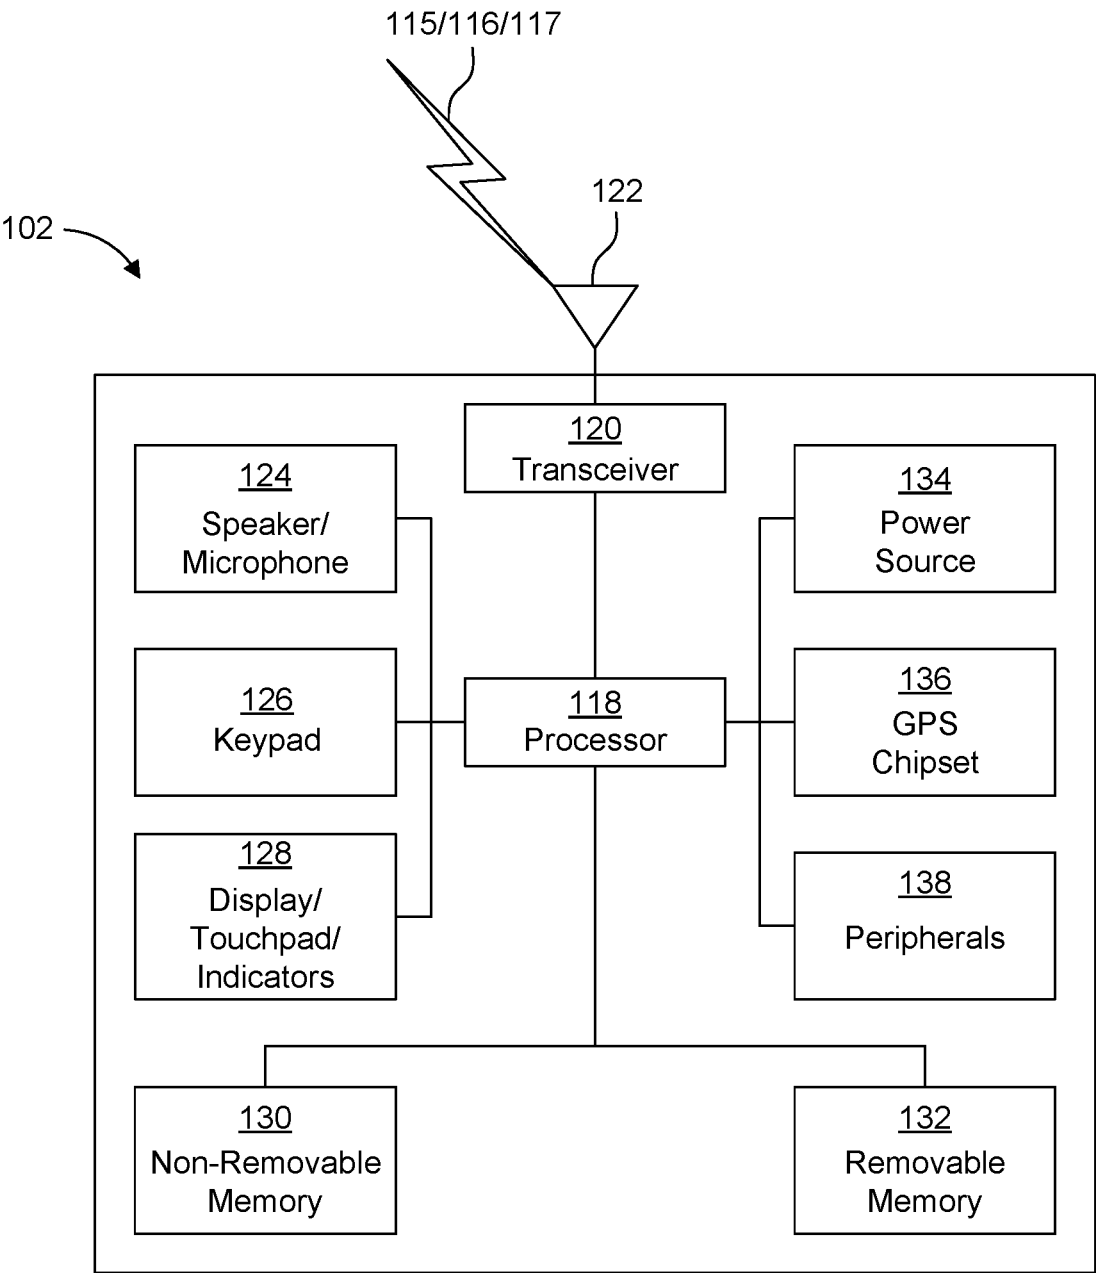 115/116/117
122
102
120
Transceiver
124
Speaker/
Microphone
134
Power
Source
126
Keypad
118
Processor
136
GPS
Chipset
128
Display/
Touchpad/
Indicators
138
Peripherals
130
Non-Removable
Memory
132
Removable
Memory